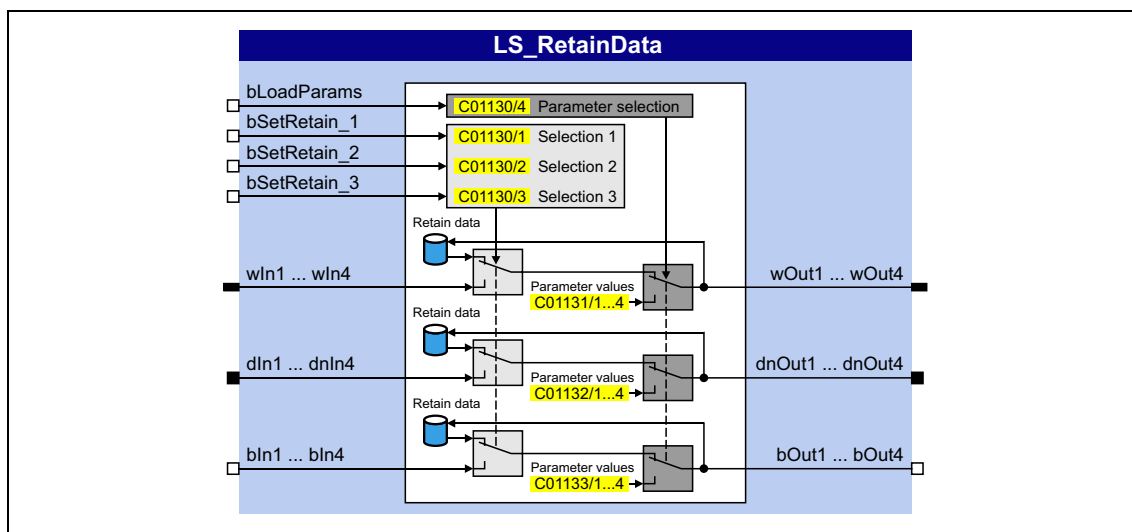 LS_RetainData
bLoadParams
C01130/4 Parameter selection
bSetRetain_1
C01130/1 Selection 1
bSetRetain_2
C01130/2 Selection 2
bSetRetain_3
C01130/3 Selection 3
Retain data
wIn1 ... wIn4
Parameter values
C01131/1...4
wOut1 ... wOut4
Retain data
dIn1 ... dnIn4
Parameter values
C01132/1...4
dnOut1 ... dnOut4
Retain data
bIn1 ... bIn4
Parameter values
C01133/1...4
bOut1 ... bOut4